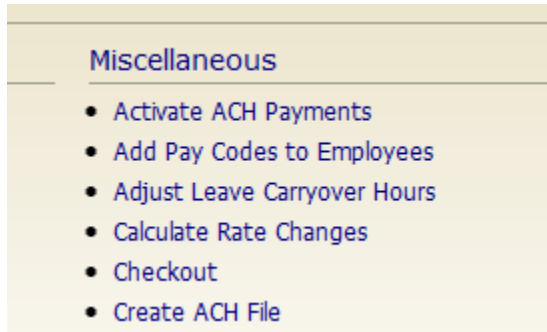 Miscellaneous
Activate ACH Payments
Add Pay Codes to Employees
Adjust Leave Carryover Hours
Calculate Rate Changes
Checkout
Create ACH File